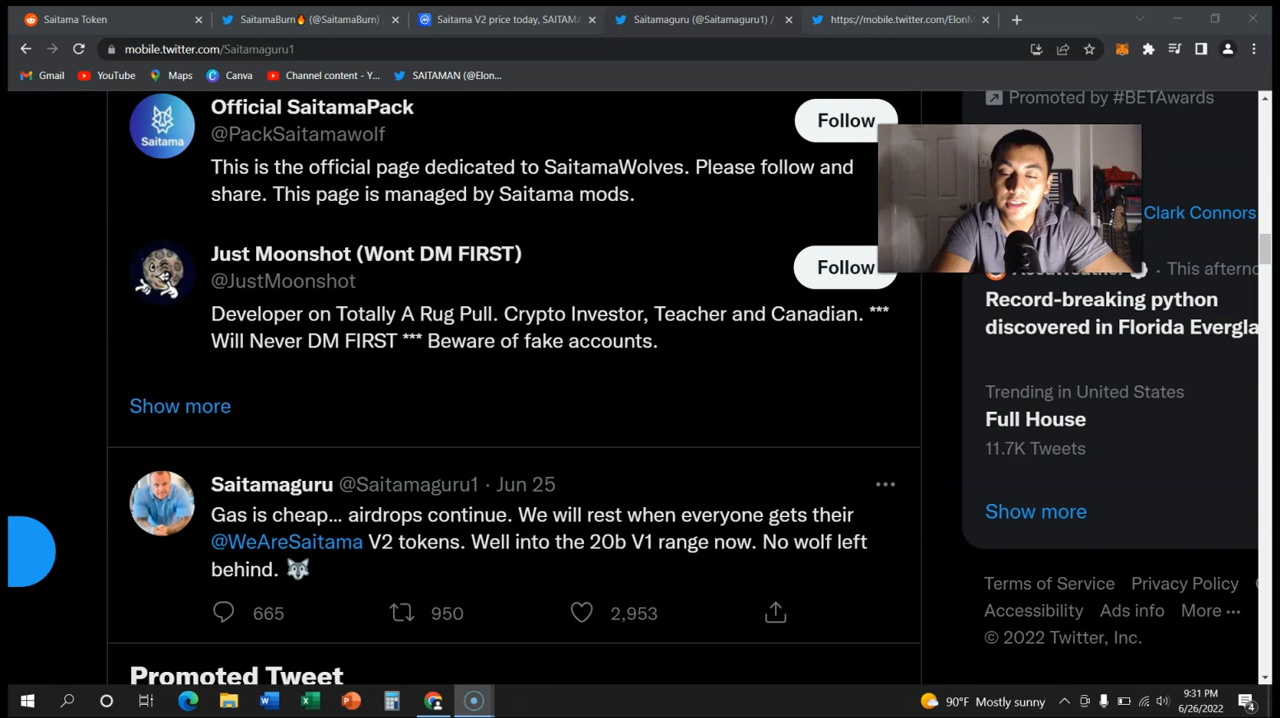 Saitama Token
SaitamaBurn🔥 (@SaitamaBurn)
Saitama V2 price today, SAITAMA
Saitamaguru (@Saitamaguru1) /
https://mobile.twitter.com/ElonM
mobile.twitter.com/Saitamaguru1
Gmail
YouTube
Maps
Canva
Channel content - Y...
SAITAMAN (@Elon...
Official SaitamaPack
@PackSaitamawolf
Follow
This is the official page dedicated to SaitamaWolves. Please follow and
share. This page is managed by Saitama mods.
Saitama
Just Moonshot (Wont DM FIRST)
@JustMoonshot
Follow
Developer on Totally A Rug Pull. Crypto Investor, Teacher and Canadian. ***
Will Never DM FIRST *** Beware of fake accounts.
Show more
Saitamaguru @Saitamaguru1 · Jun 25
Gas is cheap... airdrops continue. We will rest when everyone gets their
@WeAreSaitama V2 tokens. Well into the 20b V1 range now. No wolf left
behind. 🐺
665
950
2,953
Promoted Tweet
Promoted by #BETAwards
Clark Connors
· This afterno
Record-breaking python
discovered in Florida Evergla
Trending in United States
Full House
11.7K Tweets
Show more
Terms of Service Privacy Policy
Accessibility Ads info More ···
© 2022 Twitter, Inc.
90°F Mostly sunny
9:31 PM
6/26/2022
4